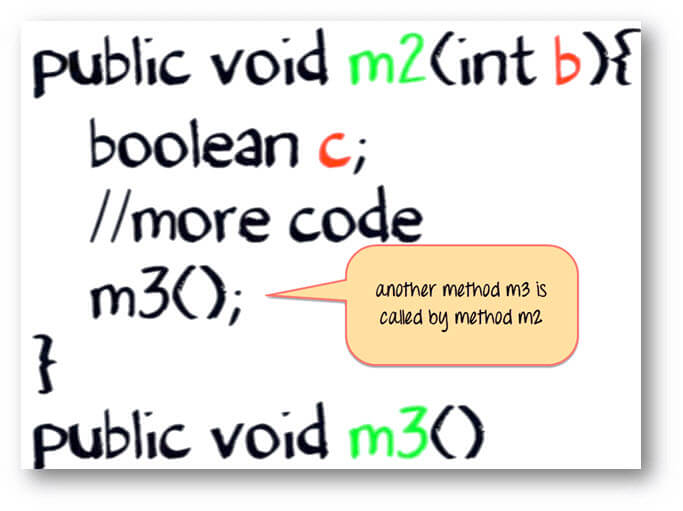 public void m2(int b){
boolean c;
//more code
m3();
another method m3 is
called by method m2
}
public void m3()